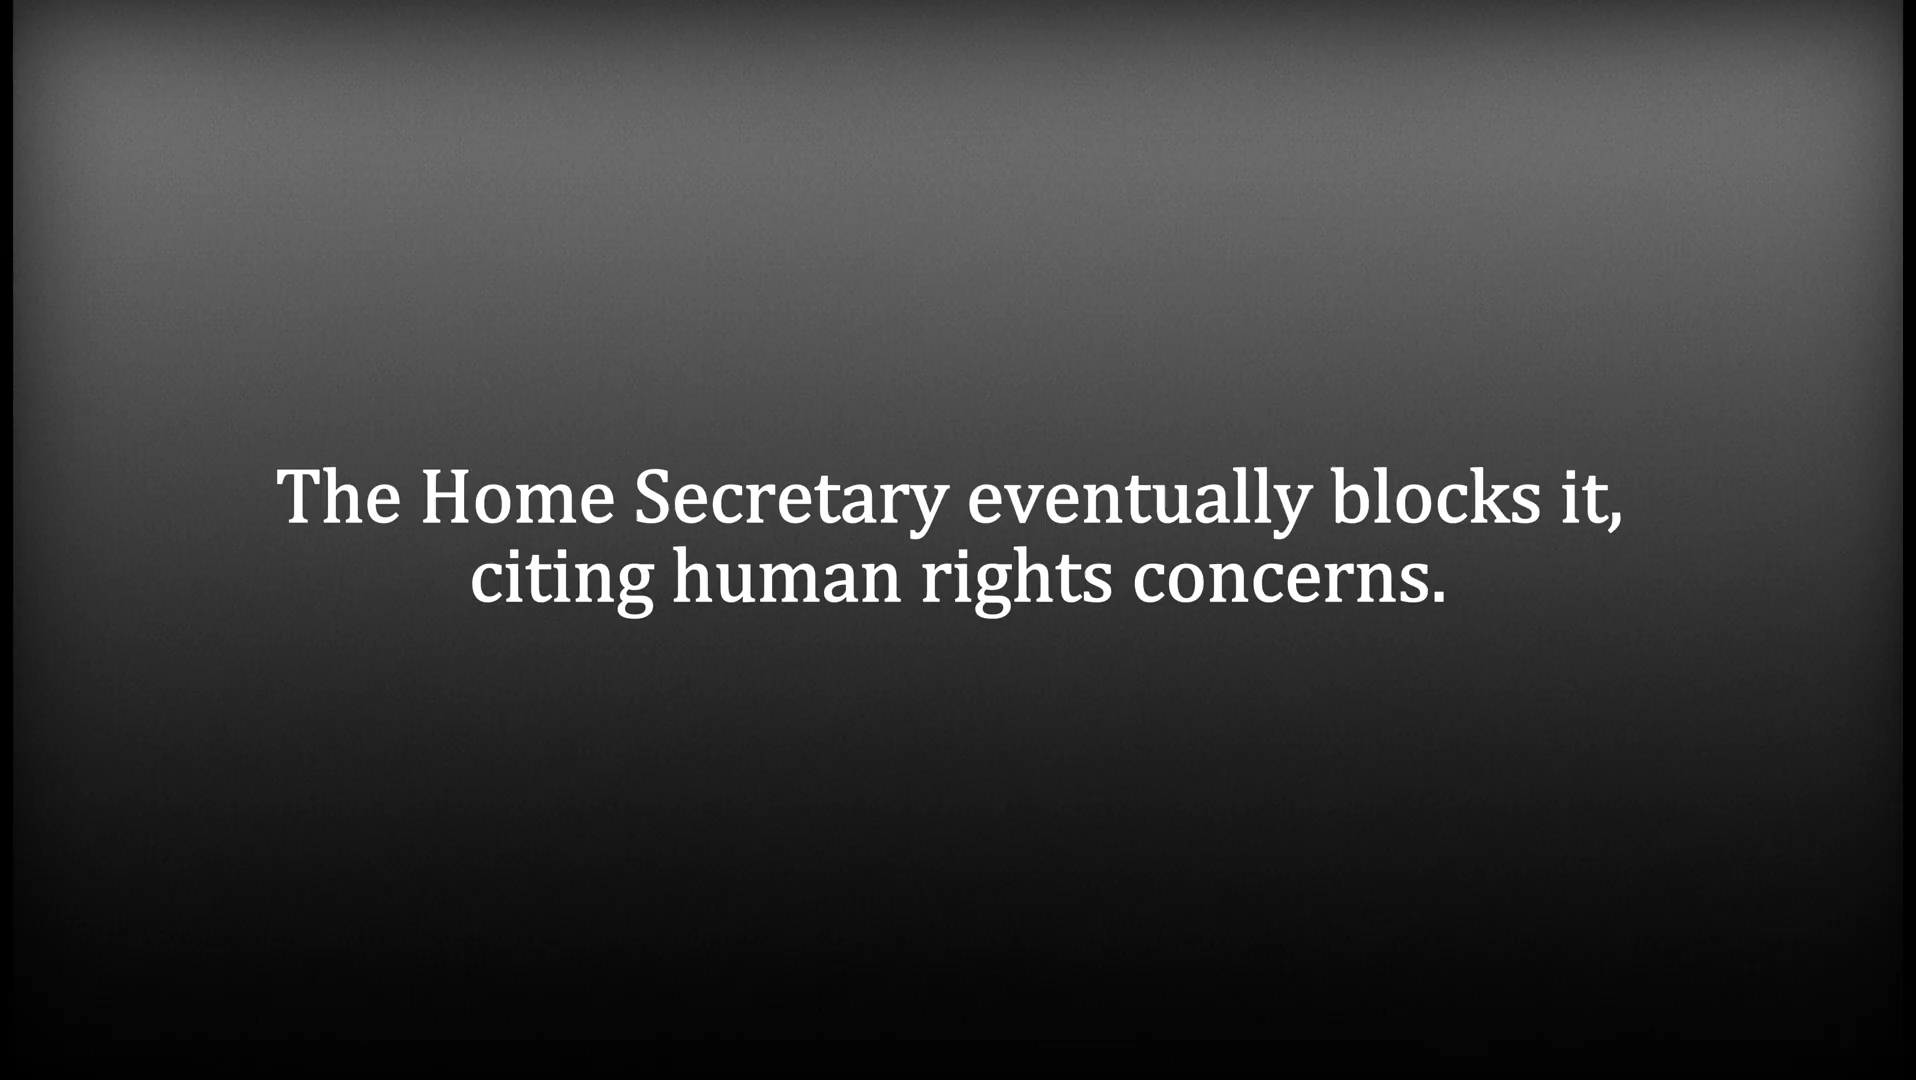 The Home Secretary eventually blocks it,
citing human rights concerns.